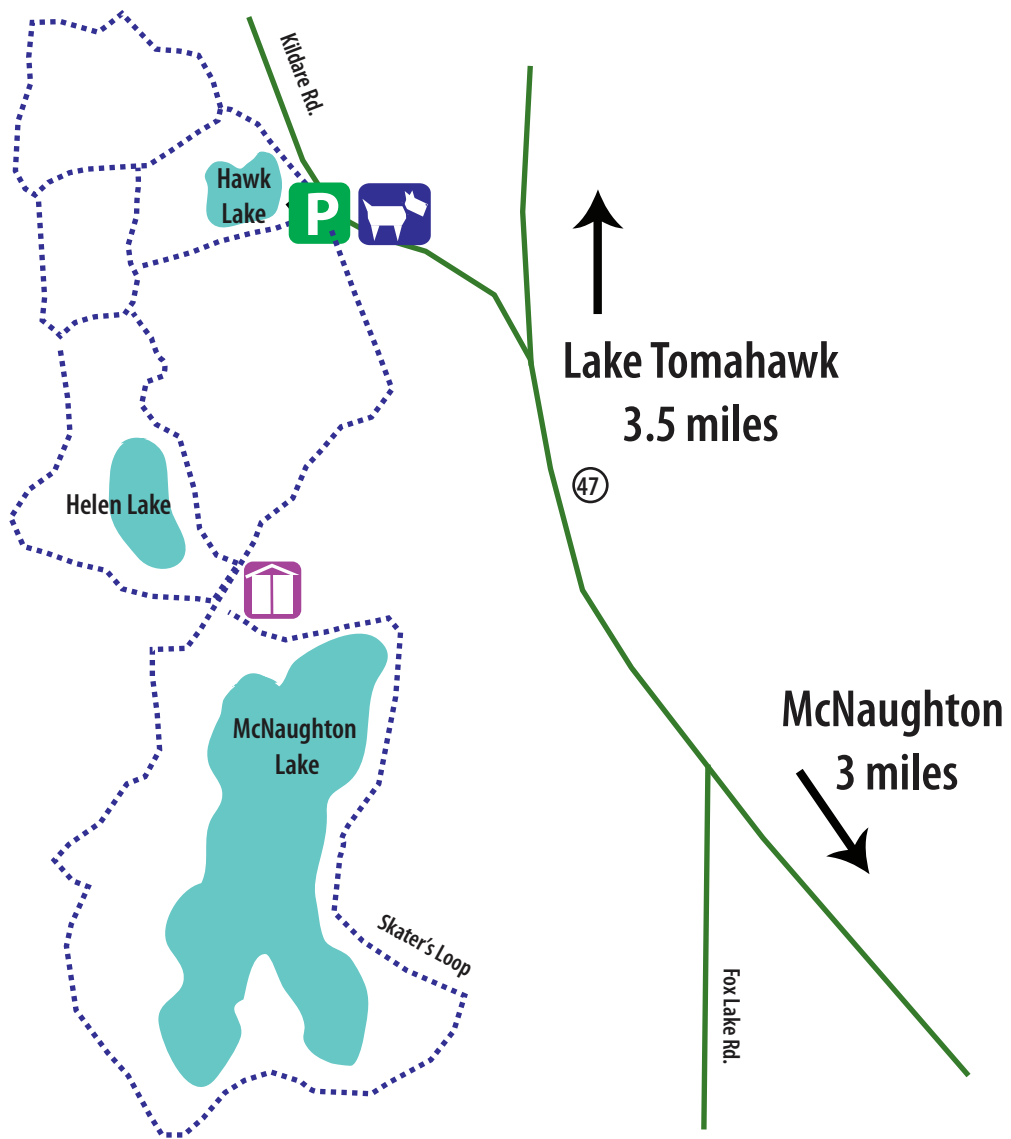 Kildare Rd.
Hawk
Lake
P
Lake Tomahawk
3.5 miles
47
Helen Lake
McNaughton
3 miles
McNaughton
Lake
Skater's Loop
Fox Lake Rd.